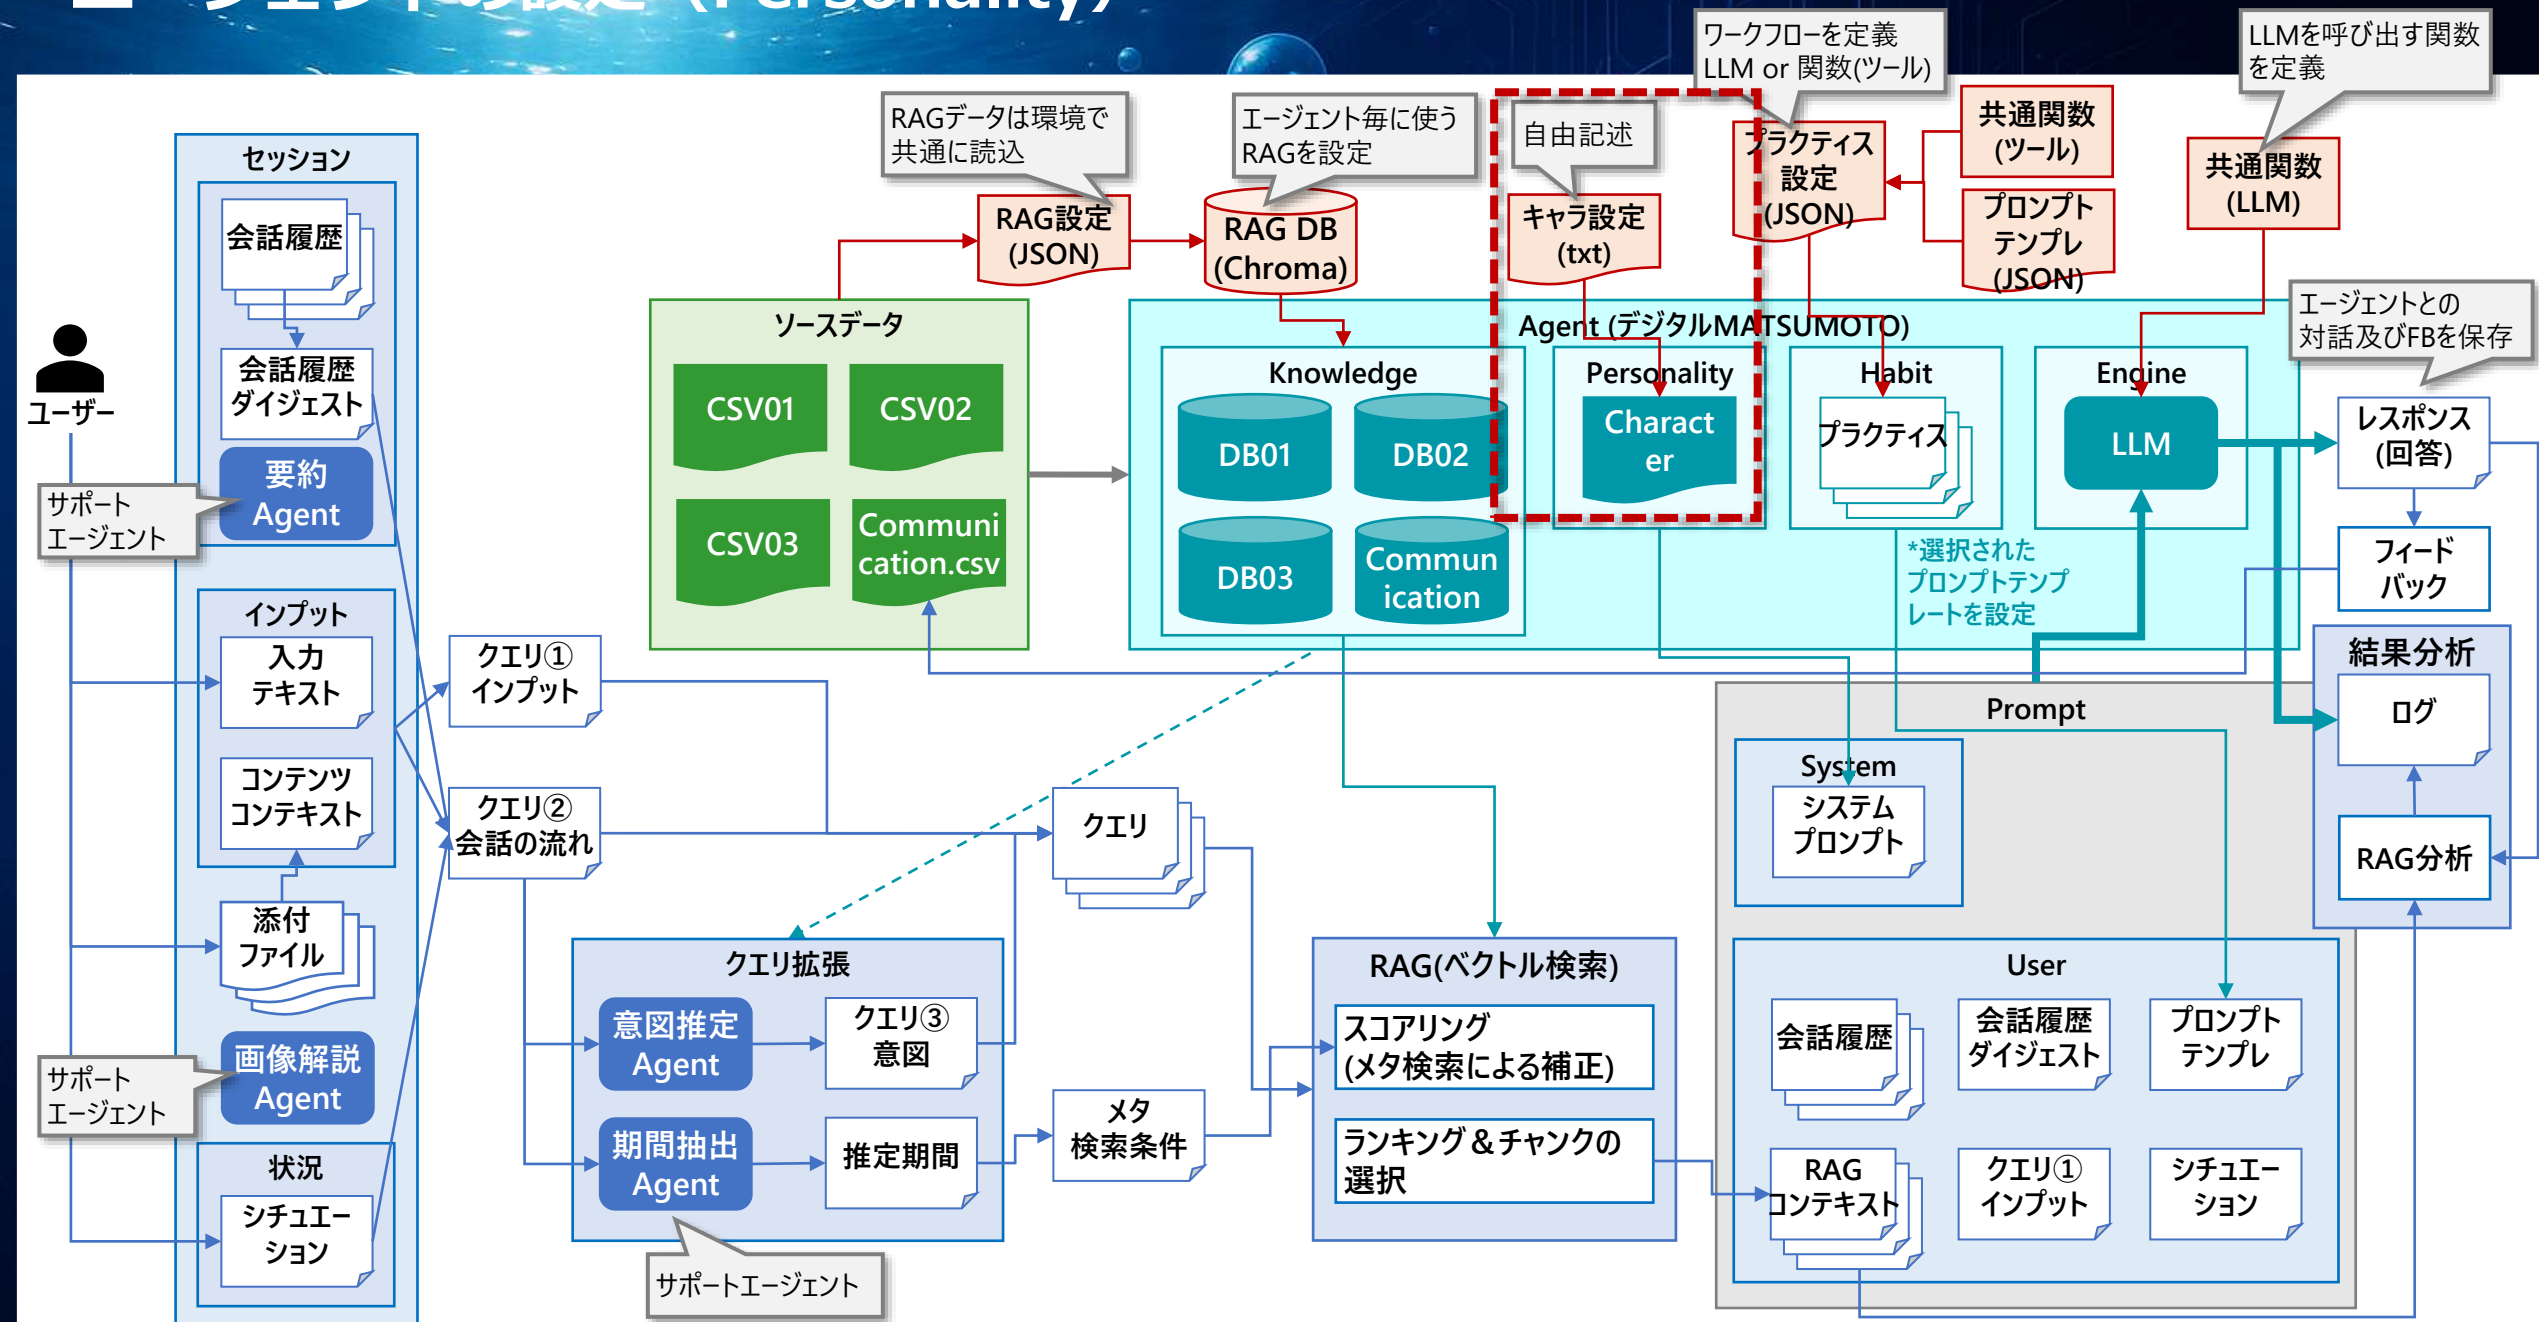 エージェントの設定（Personality）
ワークフローを定義
LLM or 関数(ツール)
LLMを呼び出す関数
を定義
RAGデータは環境で
共通に読込
エージェント毎に使う
RAGを設定
自由記述
プラクティス
設定
(JSON)
共通関数
(ツール)
プロンプト
テンプレ
(JSON)
共通関数
(LLM)
RAG設定
(JSON)
RAG DB
(Chroma)
キャラ設定
(txt)
エージェントとの
対話及びFBを保存
ユーザー
セッション
会話履歴
会話履歴
ダイジェスト
要約
Agent
サポート
エージェント
インプット
入力
テキスト
コンテンツ
コンテキスト
添付
ファイル
画像解説
Agent
サポート
エージェント
状況
シチュエー
ション
ソースデータ
CSV01
CSV02
CSV03
Communi
cation.csv
Agent (デジタルMATSUMOTO)
Knowledge
DB01
DB02
DB03
Commun
ication
Personality
Charact
er
Habit
プラクティス
*選択された
プロンプトテンプ
レートを設定
Engine
LLM
レスポンス
(回答)
フィード
バック
結果分析
ログ
RAG分析
クエリ①
インプット
クエリ②
会話の流れ
クエリ
クエリ拡張
意図推定
Agent
クエリ③
意図
期間抽出
Agent
推定期間
サポートエージェント
メタ
検索条件
RAG(ベクトル検索)
スコアリング
(メタ検索による補正)
ランキング＆チャンクの
選択
Prompt
System
システム
プロンプト
User
会話履歴
会話履歴
ダイジェスト
プロンプト
テンプレ
RAG
コンテキスト
クエリ①
インプット
シチュエー
ション